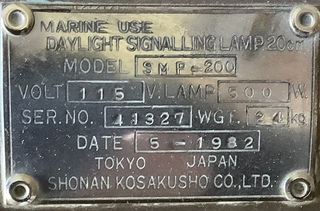 MARINE USE
DAYLIGHT SIGNALLING LAMP 20cm
MODEL SMF-200
VOLT 115 V. LAMP 500 W.
SER. NO. 41327 WGT. 24 KG
DATE 5-1982
TOKYO JAPAN
SHONAN KOSAKUSHO CO., LTD.